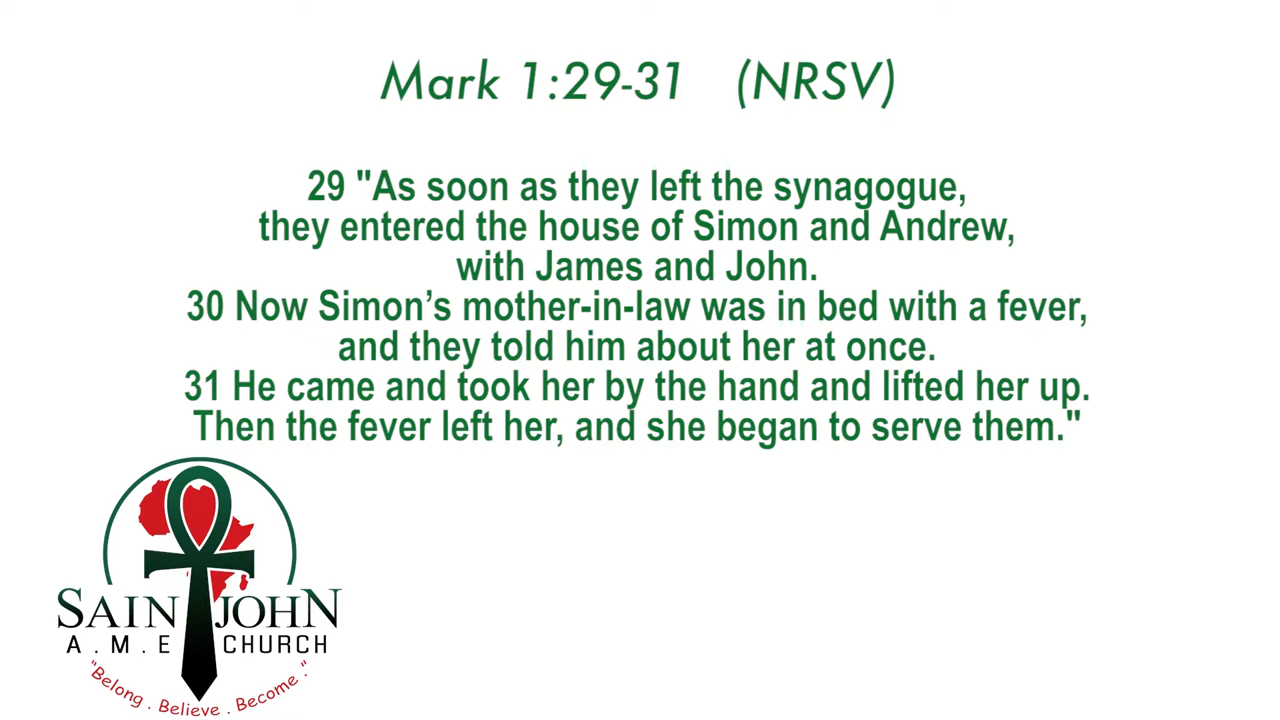 Mark 1:29-31 (NRSV)
29 "As soon as they left the synagogue,
they entered the house of Simon and Andrew,
with James and John.
30 Now Simon’s mother-in-law was in bed with a fever,
and they told him about her at once.
31 He came and took her by the hand and lifted her up.
Then the fever left her, and she began to serve them."
SAINT JOHN
A.M.E CHURCH
"Belong . Believe . Become ."